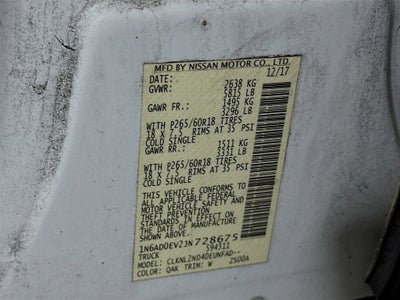 MFD BY NISSAN MOTOR CO., LTD.
DATE: 12/17
GVWR: 2638 KG
5815 LB
GAWR FR.: 1495 KG
3296 LB
WITH P265/60R18 TIRES
18 X 7.5 RIMS AT 35 PSI
COLD SINGLE
GAWR RR.: 1511 KG
3331 LB
WITH P265/60R18 TIRES
18 X 7.5 RIMS AT 35 PSI
COLD SINGLE
THIS VEHICLE CONFORMS TO
ALL APPLICABLE FEDERAL
MOTOR VEHICLE SAFETY AND
THEFT PREVENTION
STANDARDS IN EFFECT ON
THE DATE OF MANUFACTURE
SHOWN ABOVE.
1N6AD0EV2JN728675
TRUCK 594311
MODEL: CLKNL2ND40EUNFAD--
COLOR: QAK TRIM: W 2500A